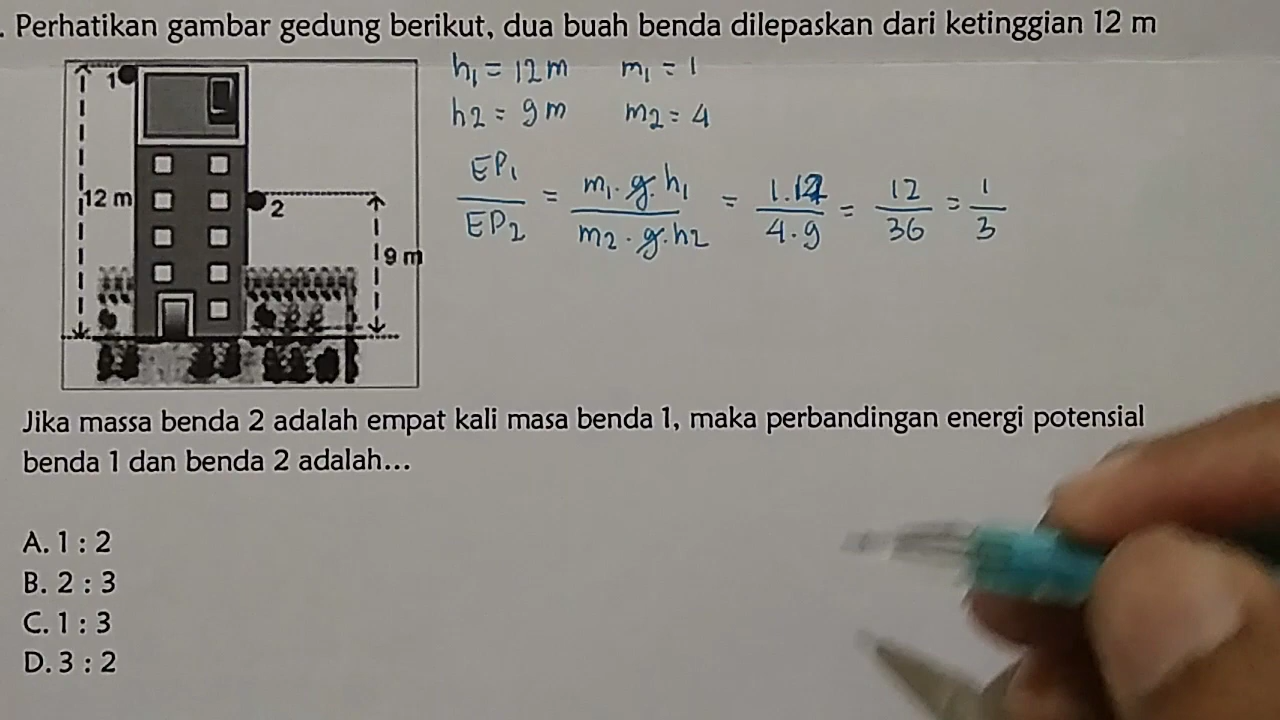 . Perhatikan gambar gedung berikut, dua buah benda dilepaskan dari ketinggian 12 m
h₁ = 12 m m₁ = 1
h2 = 9 m m₂ = 4
EP₁/EP₂ = m₁ . g . h₁/m₂ . g . h₂ = 1.12/4.9 = 12/36 = 1/3
1
12 m
2
9 m
Jika massa benda 2 adalah empat kali masa benda 1, maka perbandingan energi potensial
benda 1 dan benda 2 adalah...
A. 1 : 2
B. 2 : 3
C. 1 : 3
D. 3 : 2